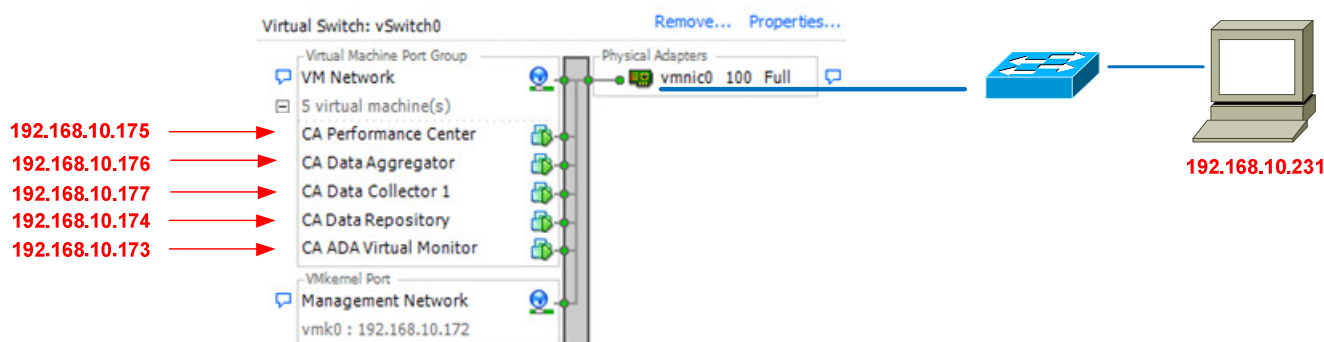 Virtual Switch: vSwitch0 Remove... Properties...
Virtual Machine Port Group Physical Adapters
VM Network vmnic0 100 Full
5 virtual machine(s)
192.168.10.175 CA Performance Center
192.168.10.176 CA Data Aggregator
192.168.10.177 CA Data Collector 1
192.168.10.174 CA Data Repository
192.168.10.173 CA ADA Virtual Monitor
192.168.10.231
VMkernel Port
Management Network
vmk0 : 192.168.10.172